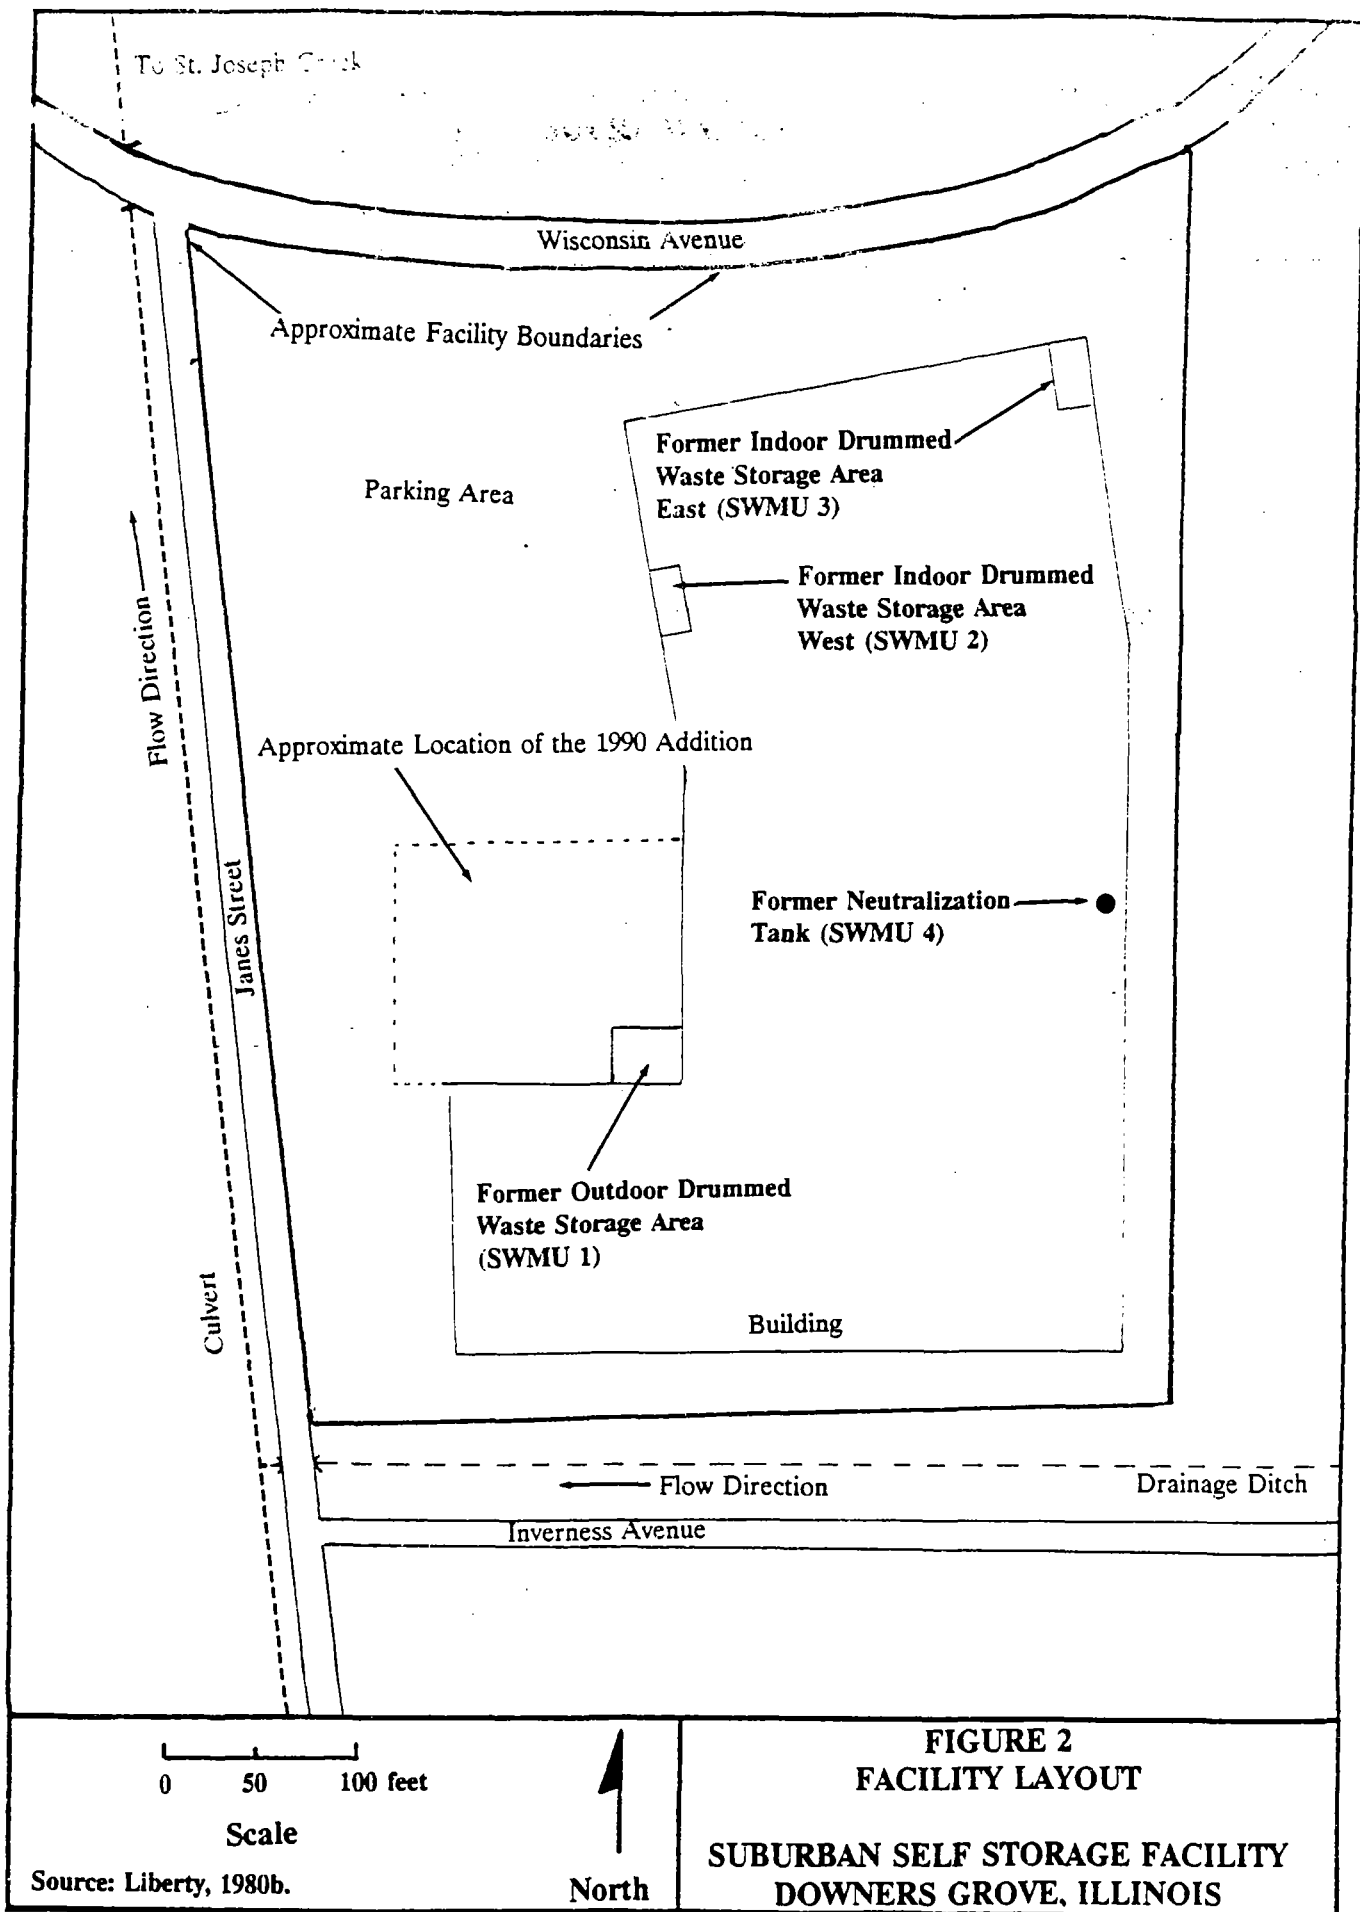 To St. Joseph Creek
Wisconsin Avenue
Approximate Facility Boundaries
Former Indoor Drummed
Waste Storage Area
East (SWMU 3)
Parking Area
Former Indoor Drummed
Waste Storage Area
West (SWMU 2)
Flow Direction
Approximate Location of the 1990 Addition
Janes Street
Former Neutralization
Tank (SWMU 4)
Former Outdoor Drummed
Waste Storage Area
(SWMU 1)
Culvert
Building
Flow Direction
Drainage Ditch
Inverness Avenue
0 50 100 feet
Scale
Source: Liberty, 1980b.
North
FIGURE 2
FACILITY LAYOUT
SUBURBAN SELF STORAGE FACILITY
DOWNERS GROVE, ILLINOIS